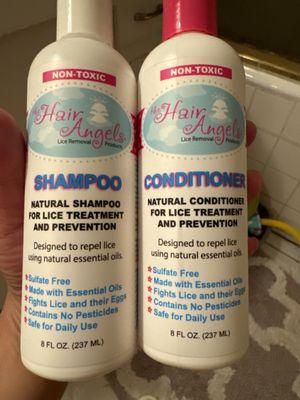 NON-TOXIC
the Hair
Angels
Lice Removal Products
SHAMPOO
NATURAL SHAMPOO
FOR LICE TREATMENT
AND PREVENTION
Designed to repel lice
using natural essential oils.
Sulfate Free
Made with Essential Oils
Fights Lice and their Eggs
Contains No Pesticides
Safe for Daily Use
8 FL OZ. (237 ML)
NON-TOXIC
the Hair
Angels
Lice Removal Products
CONDITIONER
NATURAL CONDITIONER
FOR LICE TREATMENT
AND PREVENTION
Designed to repel lice
using natural essential oils.
Sulfate Free
Made with Essential Oils
Fights Lice and their Eggs
Contains No Pesticides
Safe for Daily Use
8 FL OZ. (237 ML)